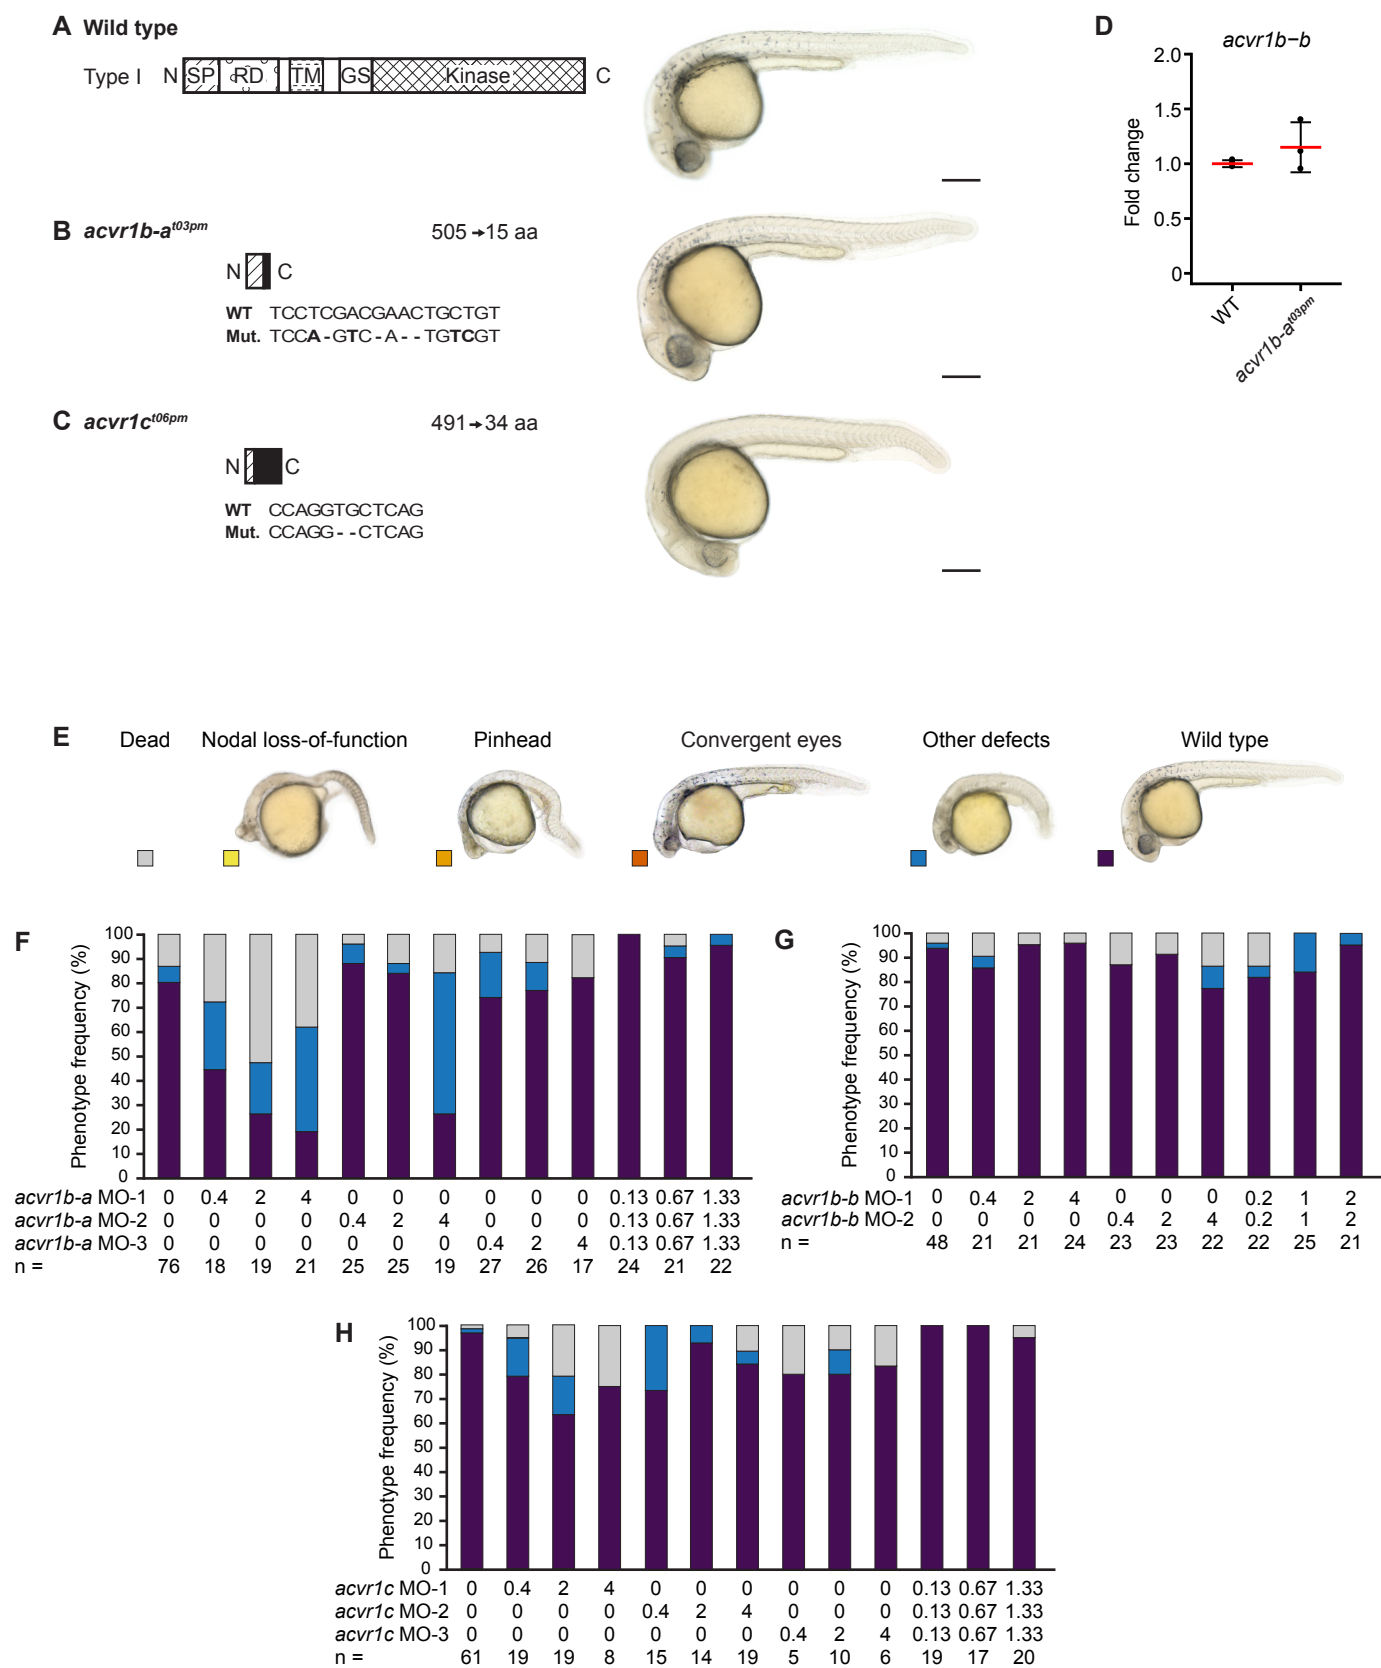 A Wild type
Type I N SP RD TM GS Kinase C
B acvr1b-a^t03pm 505→15 aa
N C
WT TCCTCGACGAACTGCTGT
Mut. TCCA-GTC-A--TGTCGT
C acvr1c^t06pm 491→34 aa
N C
WT CCAGGTGCTCAG
Mut. CCAGG--CTCAG
D
acvr1b-b
Fold change
2.0
1.5
1.0
0.5
0
WT
acvr1b-a^t03pm
E Dead Nodal loss-of-function Pinhead Convergent eyes Other defects Wild type
F
Phenotype frequency (%)
100
90
80
70
60
50
40
30
20
10
0
acvr1b-a MO-1 0 0.4 2 4 0 0 0 0 0 0 0.13 0.67 1.33
acvr1b-a MO-2 0 0 0 0 0.4 2 4 0 0 0 0.13 0.67 1.33
acvr1b-a MO-3 0 0 0 0 0 0 0 0.4 2 4 0.13 0.67 1.33
n = 76 18 19 21 25 25 19 27 26 17 24 21 22
G
Phenotype frequency (%)
100
90
80
70
60
50
40
30
20
10
0
acvr1b-b MO-1 0 0.4 2 4 0 0 0 0.2 1 2
acvr1b-b MO-2 0 0 0 0 0.4 2 4 0.2 1 2
n = 48 21 21 24 23 23 22 22 25 21
H
Phenotype frequency (%)
100
90
80
70
60
50
40
30
20
10
0
acvr1c MO-1 0 0.4 2 4 0 0 0 0 0 0 0.13 0.67 1.33
acvr1c MO-2 0 0 0 0 0.4 2 4 0 0 0 0.13 0.67 1.33
acvr1c MO-3 0 0 0 0 0 0 0 0.4 2 4 0.13 0.67 1.33
n = 61 19 19 8 15 14 19 5 10 6 19 17 20